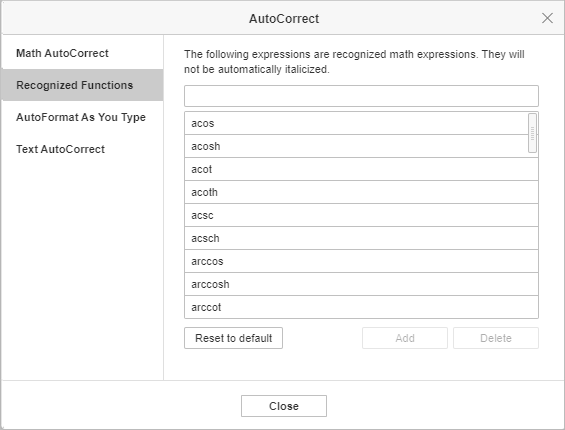 AutoCorrect
Math AutoCorrect
Recognized Functions
AutoFormat As You Type
Text AutoCorrect
The following expressions are recognized math expressions. They will
not be automatically italicized.
acos
acosh
acot
acoth
acsc
acsch
arccos
arccosh
arccot
Reset to default
Add
Delete
Close